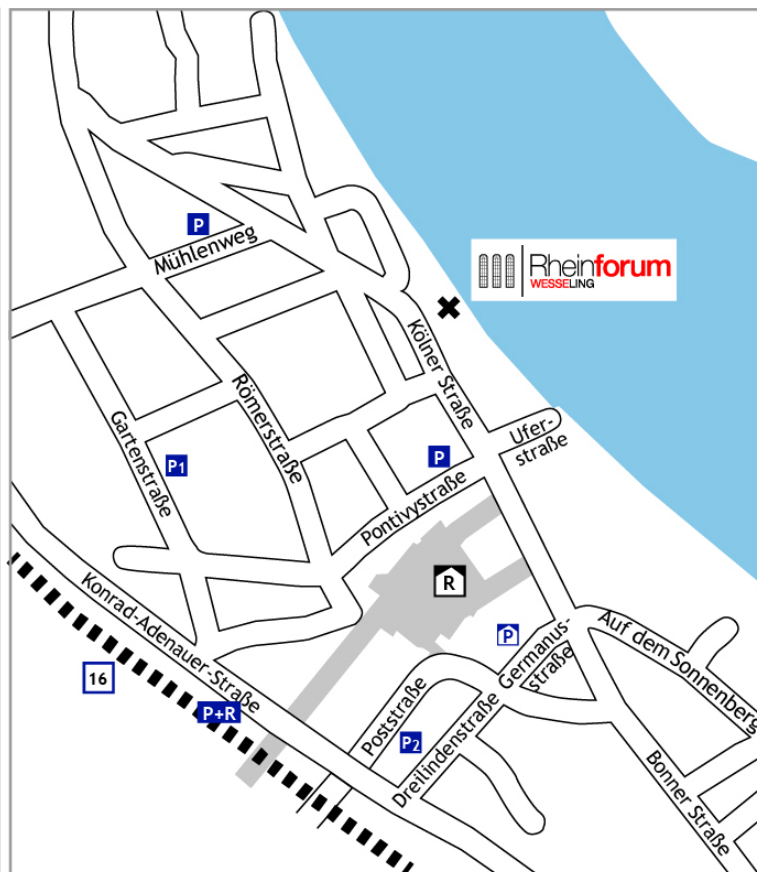 P
Mühlenweg
Rheinforum
WESSELING
Kölner Straße
Römerstraße
Gartenstraße
P1
P
Ufer-
straße
Pontivystraße
R
Konrad-Adenauer-Straße
P
Germanus-
straße
Auf dem Sonnenberg
16
P+R
Poststraße
P2
Dreilindenstraße
Bonner Straße